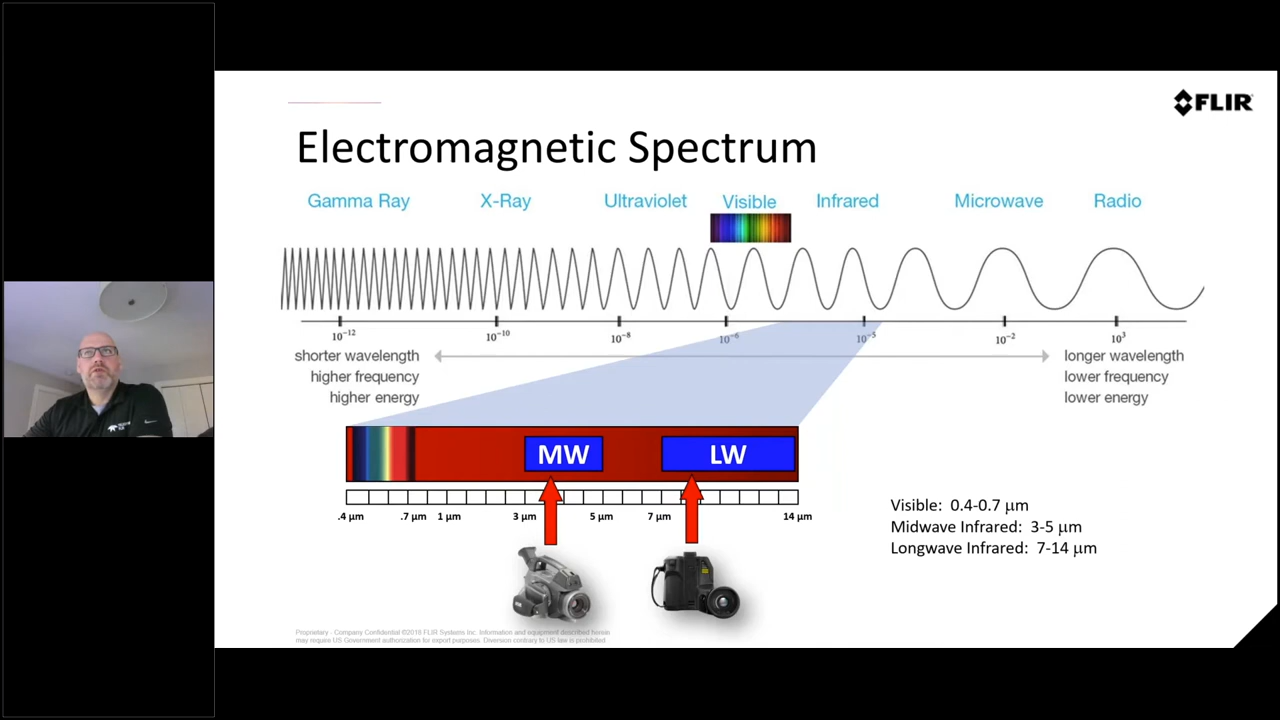 FLIR
Electromagnetic Spectrum
Gamma Ray X-Ray Ultraviolet Visible Infrared Microwave Radio
10⁻¹² 10⁻¹⁰ 10⁻⁸ 10⁻⁶ 10⁻⁵ 10⁻² 10³
shorter wavelength longer wavelength
higher frequency lower frequency
higher energy lower energy
MW LW
.4 μm .7 μm 1 μm 3 μm 5 μm 7 μm 14 μm
Visible: 0.4-0.7 μm
Midwave Infrared: 3-5 μm
Longwave Infrared: 7-14 μm
Proprietary - Company Confidential ©2018 FLIR Systems Inc. Information and equipment described herein
may require US Government authorization for export purposes. Diversion contrary to US law is prohibited.